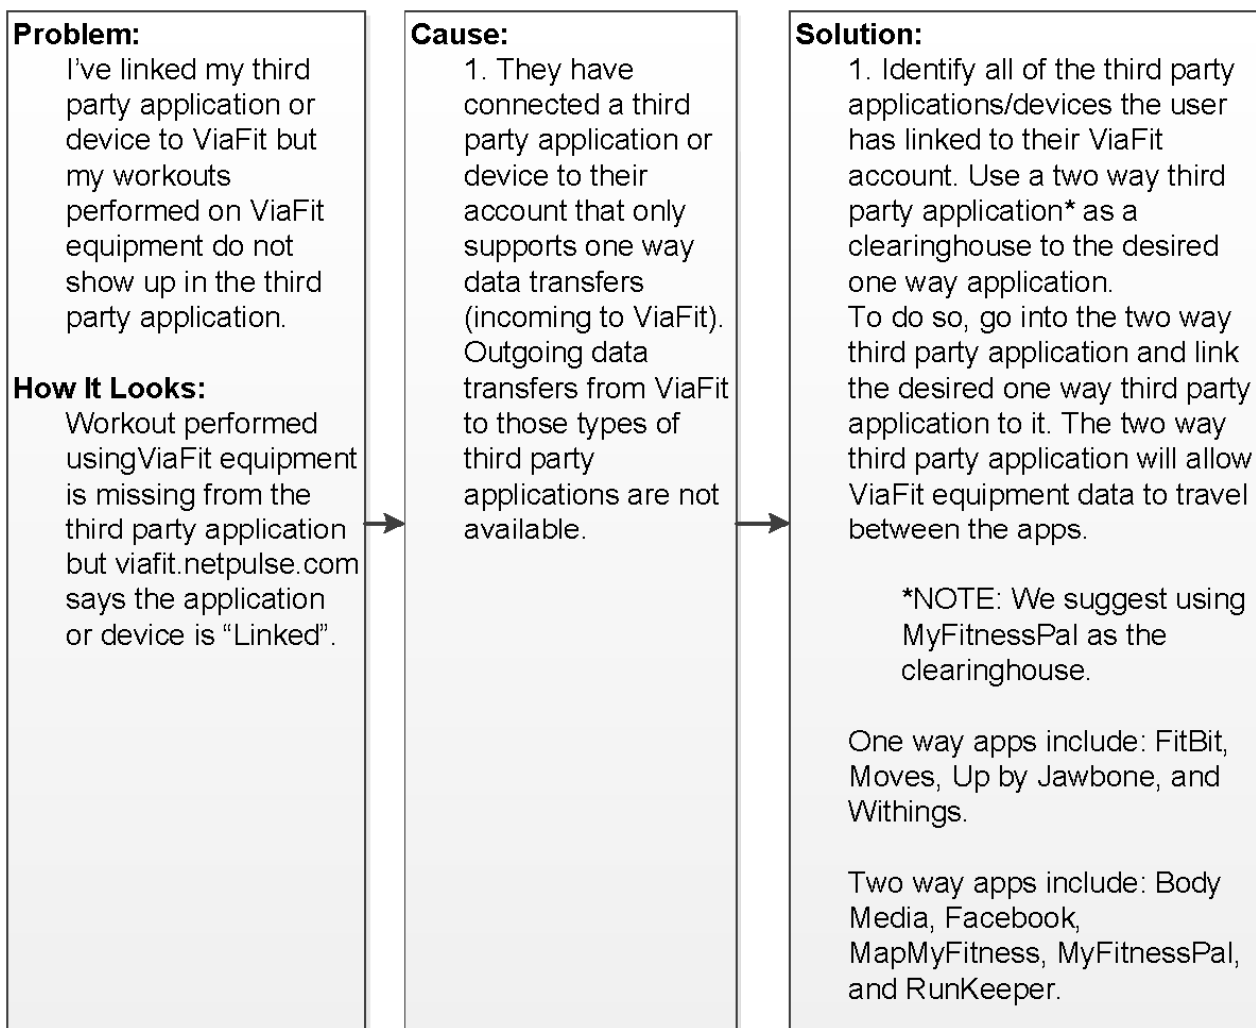 Problem:
I've linked my third
party application or
device to ViaFit but
my workouts
performed on ViaFit
equipment do not
show up in the third
party application.
How It Looks:
Workout performed
usingViaFit equipment
is missing from the
third party application
but viafit.netpulse.com
says the application
or device is “Linked”.
Cause:
1. They have
connected a third
party application or
device to their
account that only
supports one way
data transfers
(incoming to ViaFit).
Outgoing data
transfers from ViaFit
to those types of
third party
applications are not
available.
Solution:
1. Identify all of the third party
applications/devices the user
has linked to their ViaFit
account. Use a two way third
party application* as a
clearinghouse to the desired
one way application.
To do so, go into the two way
third party application and link
the desired one way third party
application to it. The two way
third party application will allow
ViaFit equipment data to travel
between the apps.
*NOTE: We suggest using
MyFitnessPal as the
clearinghouse.
One way apps include: FitBit,
Moves, Up by Jawbone, and
Withings.
Two way apps include: Body
Media, Facebook,
MapMyFitness, MyFitnessPal,
and RunKeeper.